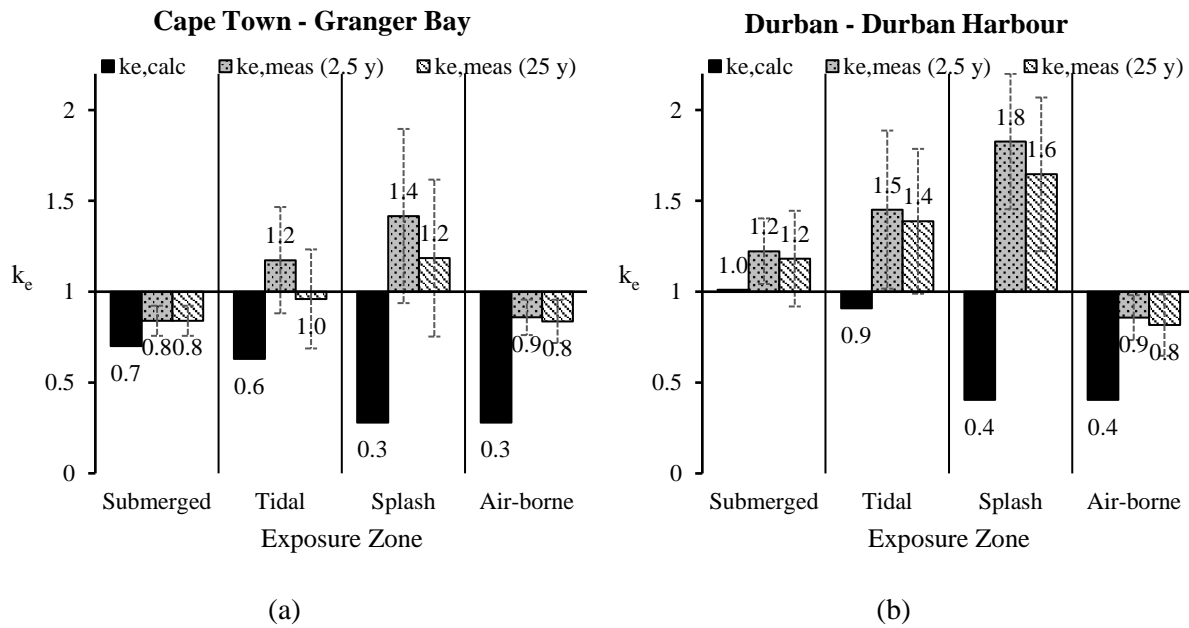 Cape Town - Granger Bay
ke,calc ke,meas (2.5 y) ke,meas (25 y)
2
1.5
1
0.5
0
ke
0.7
0.8
0.8
0.6
1.2
1.0
0.3
1.4
1.2
0.3
0.9
0.8
Submerged Tidal Splash Air-borne
Exposure Zone
(a)
Durban - Durban Harbour
ke,calc ke,meas (2.5 y) ke,meas (25 y)
2
1.5
1
0.5
0
ke
1.0
1.2
1.2
0.9
1.5
1.4
0.4
1.8
1.6
0.4
0.9
0.8
Submerged Tidal Splash Air-borne
Exposure Zone
(b)